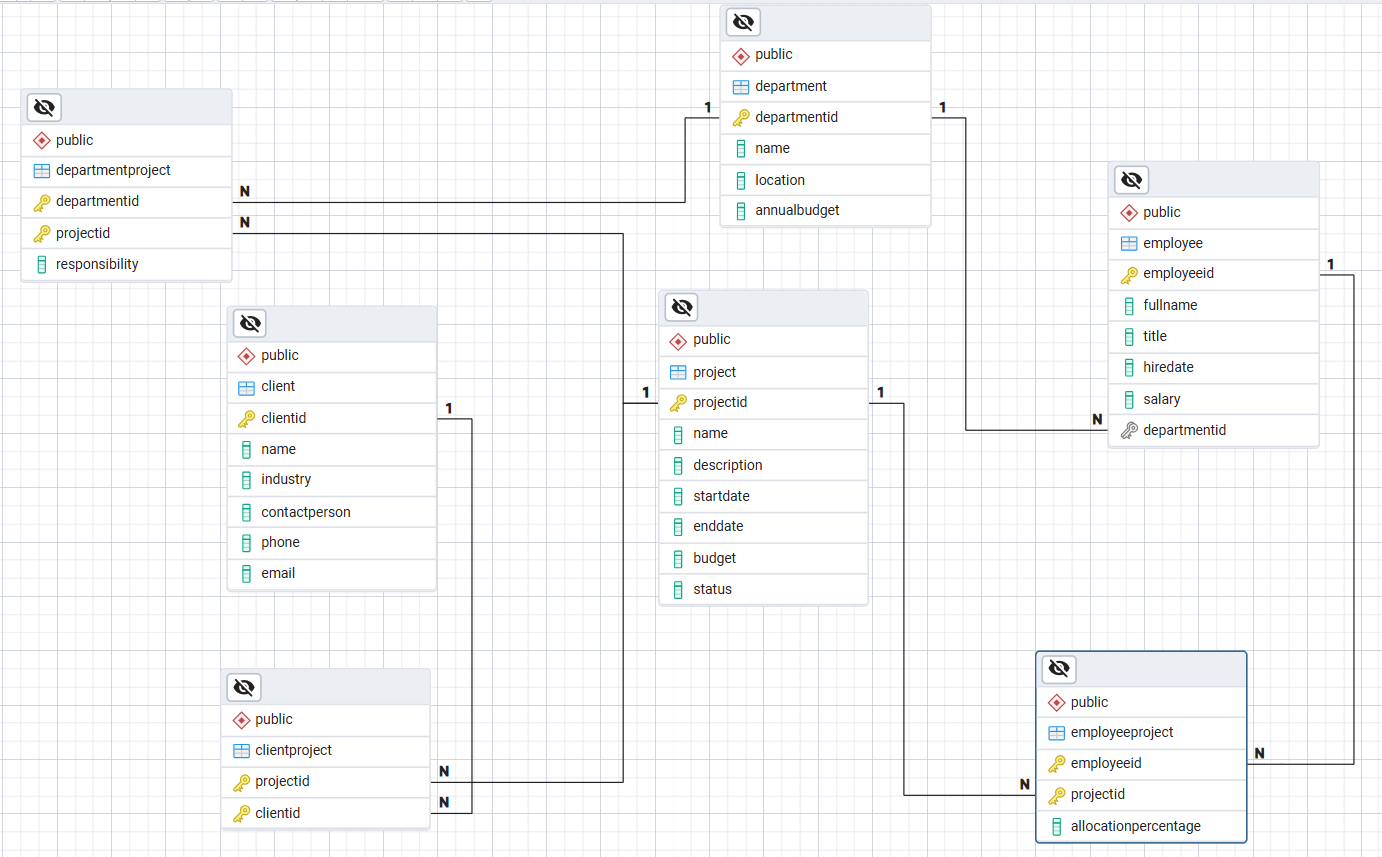 public
department
departmentid
name
location
annualbudget
1
1
public
departmentproject
departmentid
projectid
responsibility
N
N
public
employee
employeeid
fullname
title
hiredate
salary
departmentid
1
N
public
client
clientid
name
industry
contactperson
phone
email
1
public
project
projectid
name
description
startdate
enddate
budget
status
1
1
public
clientproject
projectid
clientid
N
N
public
employeeproject
employeeid
projectid
allocationpercentage
N
N